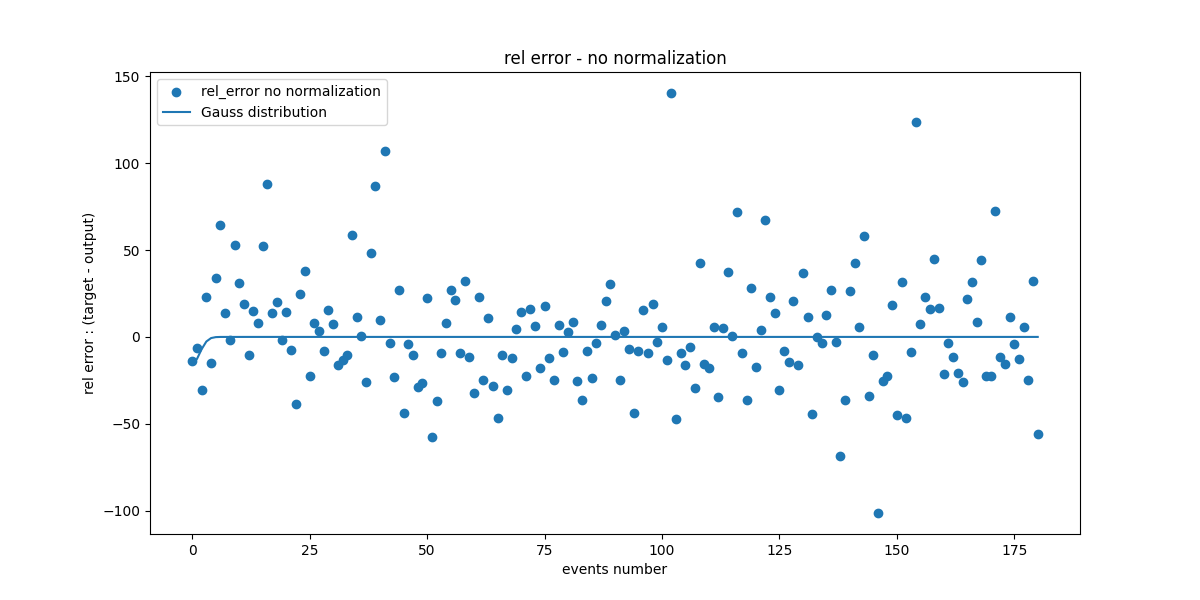 rel error - no normalization
rel_error no normalization
Gauss distribution
rel error : (target - output)
150
100
50
0
−50
−100
0 25 50 75 100 125 150 175
events number